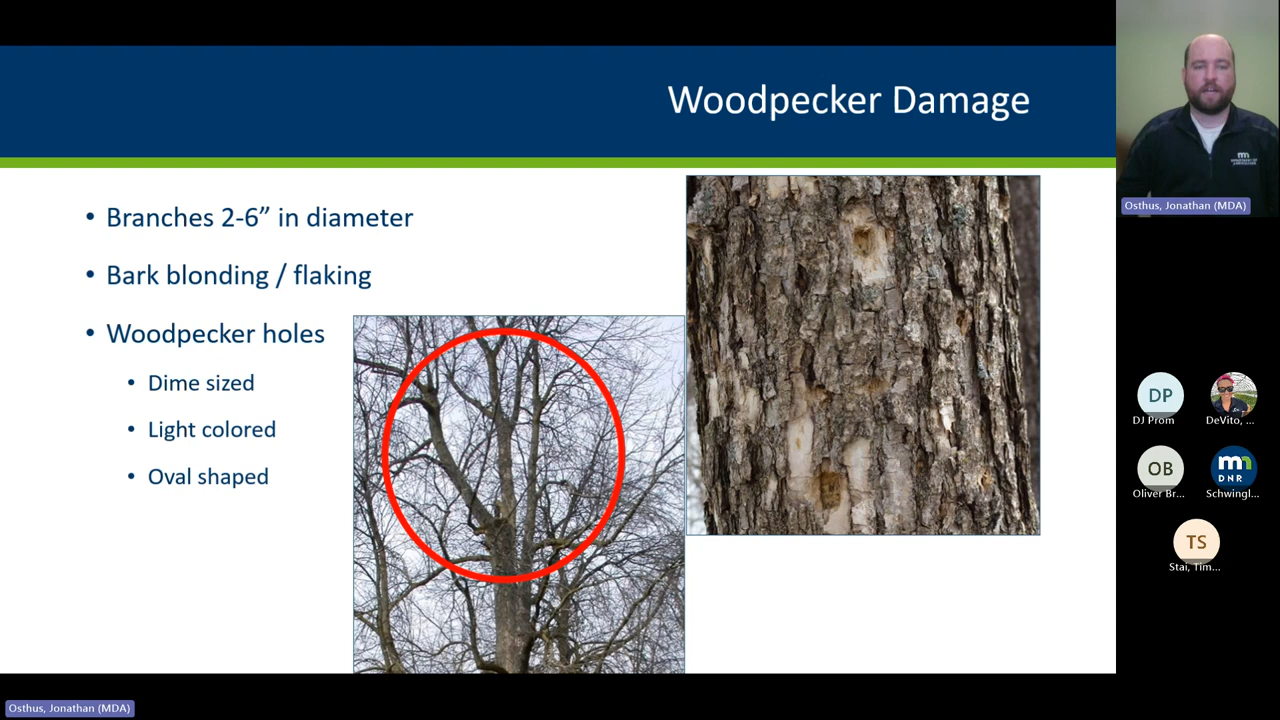 Woodpecker Damage
• Branches 2-6” in diameter
• Bark blonding / flaking
• Woodpecker holes
• Dime sized
• Light colored
• Oval shaped
Osthus, Jonathan (MDA)
DP
DJ Prom
DeVito, ...
OB
Oliver Br...
DNR
Schwingl...
TS
Stai, Tim...
Osthus, Jonathan (MDA)